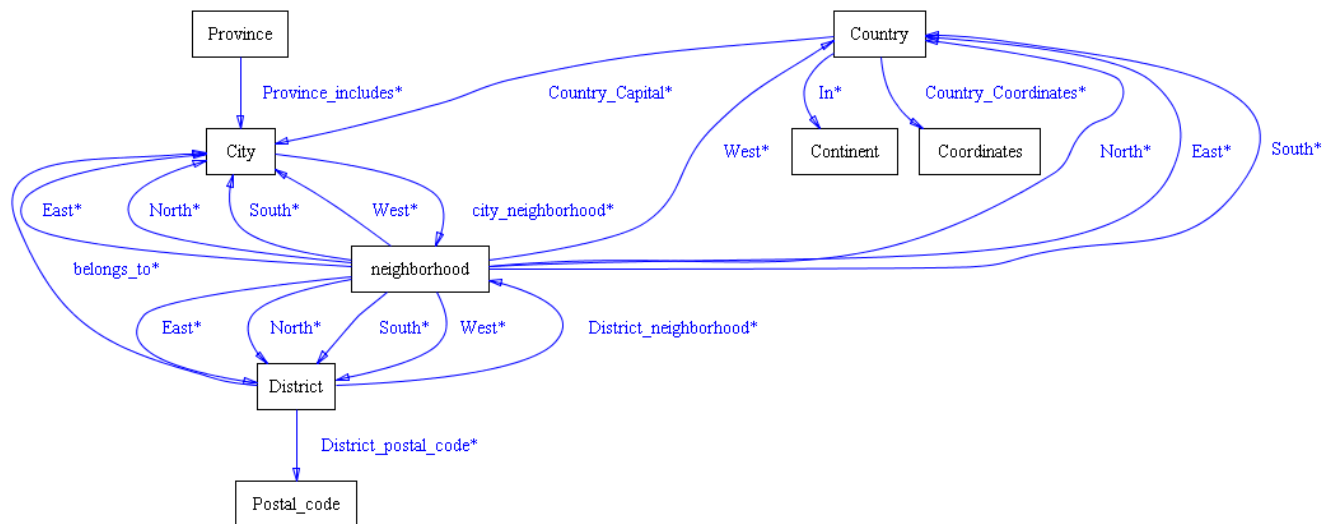 Province
Country
Province_includes*
Country_Capital*
In*
Country_Coordinates*
City
Continent
Coordinates
West*
North*
East*
South*
East*
North*
South*
West*
city_neighborhood*
belongs_to*
neighborhood
East*
North*
South*
West*
District_neighborhood*
District
District_postal_code*
Postal_code